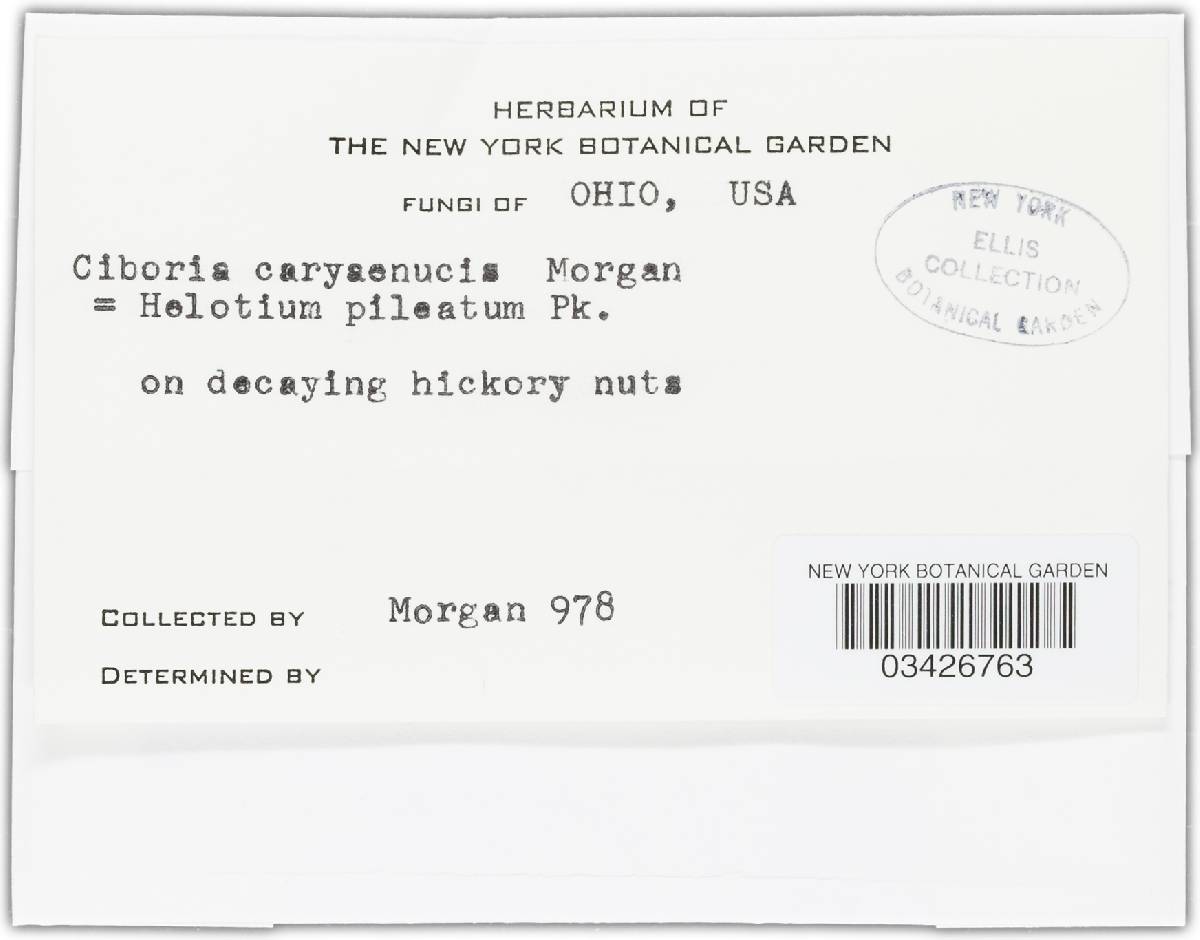 HERBARIUM OF
THE NEW YORK BOTANICAL GARDEN
FUNGI OF OHIO, USA
NEW YORK
ELLIS
COLLECTION
BOTANICAL GARDEN
Ciboria caryaenucis Morgan
= Helotium pileatum Pk.
on decaying hickory nuts
COLLECTED BY Morgan 978
DETERMINED BY
NEW YORK BOTANICAL GARDEN
03426763